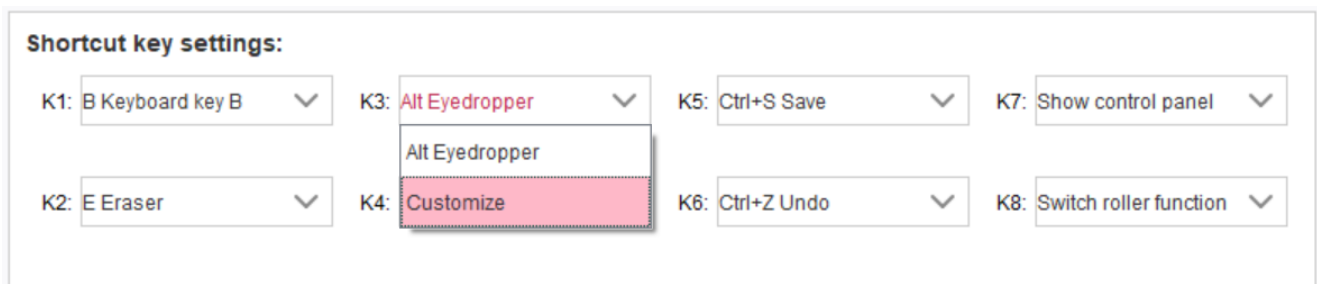 Shortcut key settings:
K1: B Keyboard key B
K3: Alt Eyedropper
K5: Ctrl+S Save
K7: Show control panel
Alt Eyedropper
K2: E Eraser
K4: Customize
K6: Ctrl+Z Undo
K8: Switch roller function